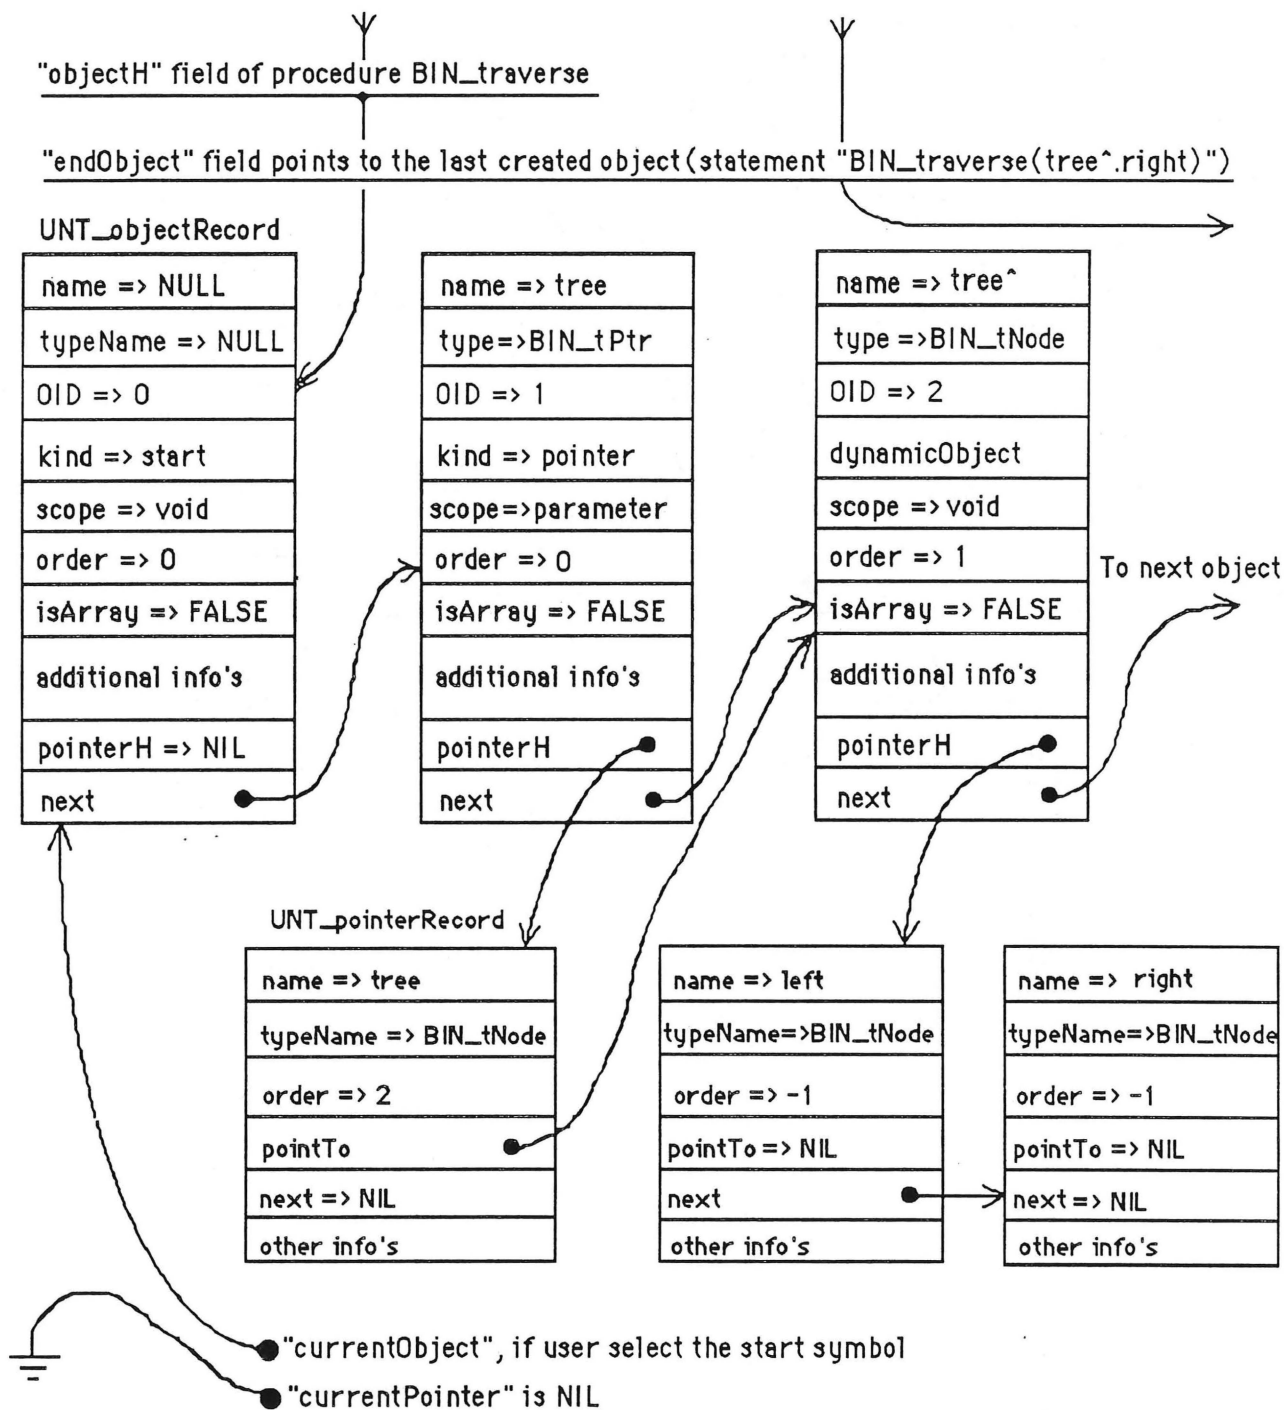 "objectH" field of procedure BIN_traverse
"endObject" field points to the last created object(statement "BIN_traverse(tree^.right)")
UNT_objectRecord
name => NULL
typeName => NULL
OID => 0
kind => start
scope => void
order => 0
isArray => FALSE
additional info's
pointerH => NIL
next
name => tree
type=>BIN_tPtr
OID => 1
kind => pointer
scope=>parameter
order => 0
isArray => FALSE
additional info's
pointerH
next
name => tree^
type =>BIN_tNode
OID => 2
dynamicObject
scope => void
order => 1
isArray => FALSE
additional info's
pointerH
next
To next object
UNT_pointerRecord
name => tree
typeName => BIN_tNode
order => 2
pointTo
next => NIL
other info's
name => left
typeName=>BIN_tNode
order => -1
pointTo => NIL
next
other info's
name => right
typeName=>BIN_tNode
order => -1
pointTo => NIL
next => NIL
other info's
"currentObject", if user select the start symbol
"currentPointer" is NIL